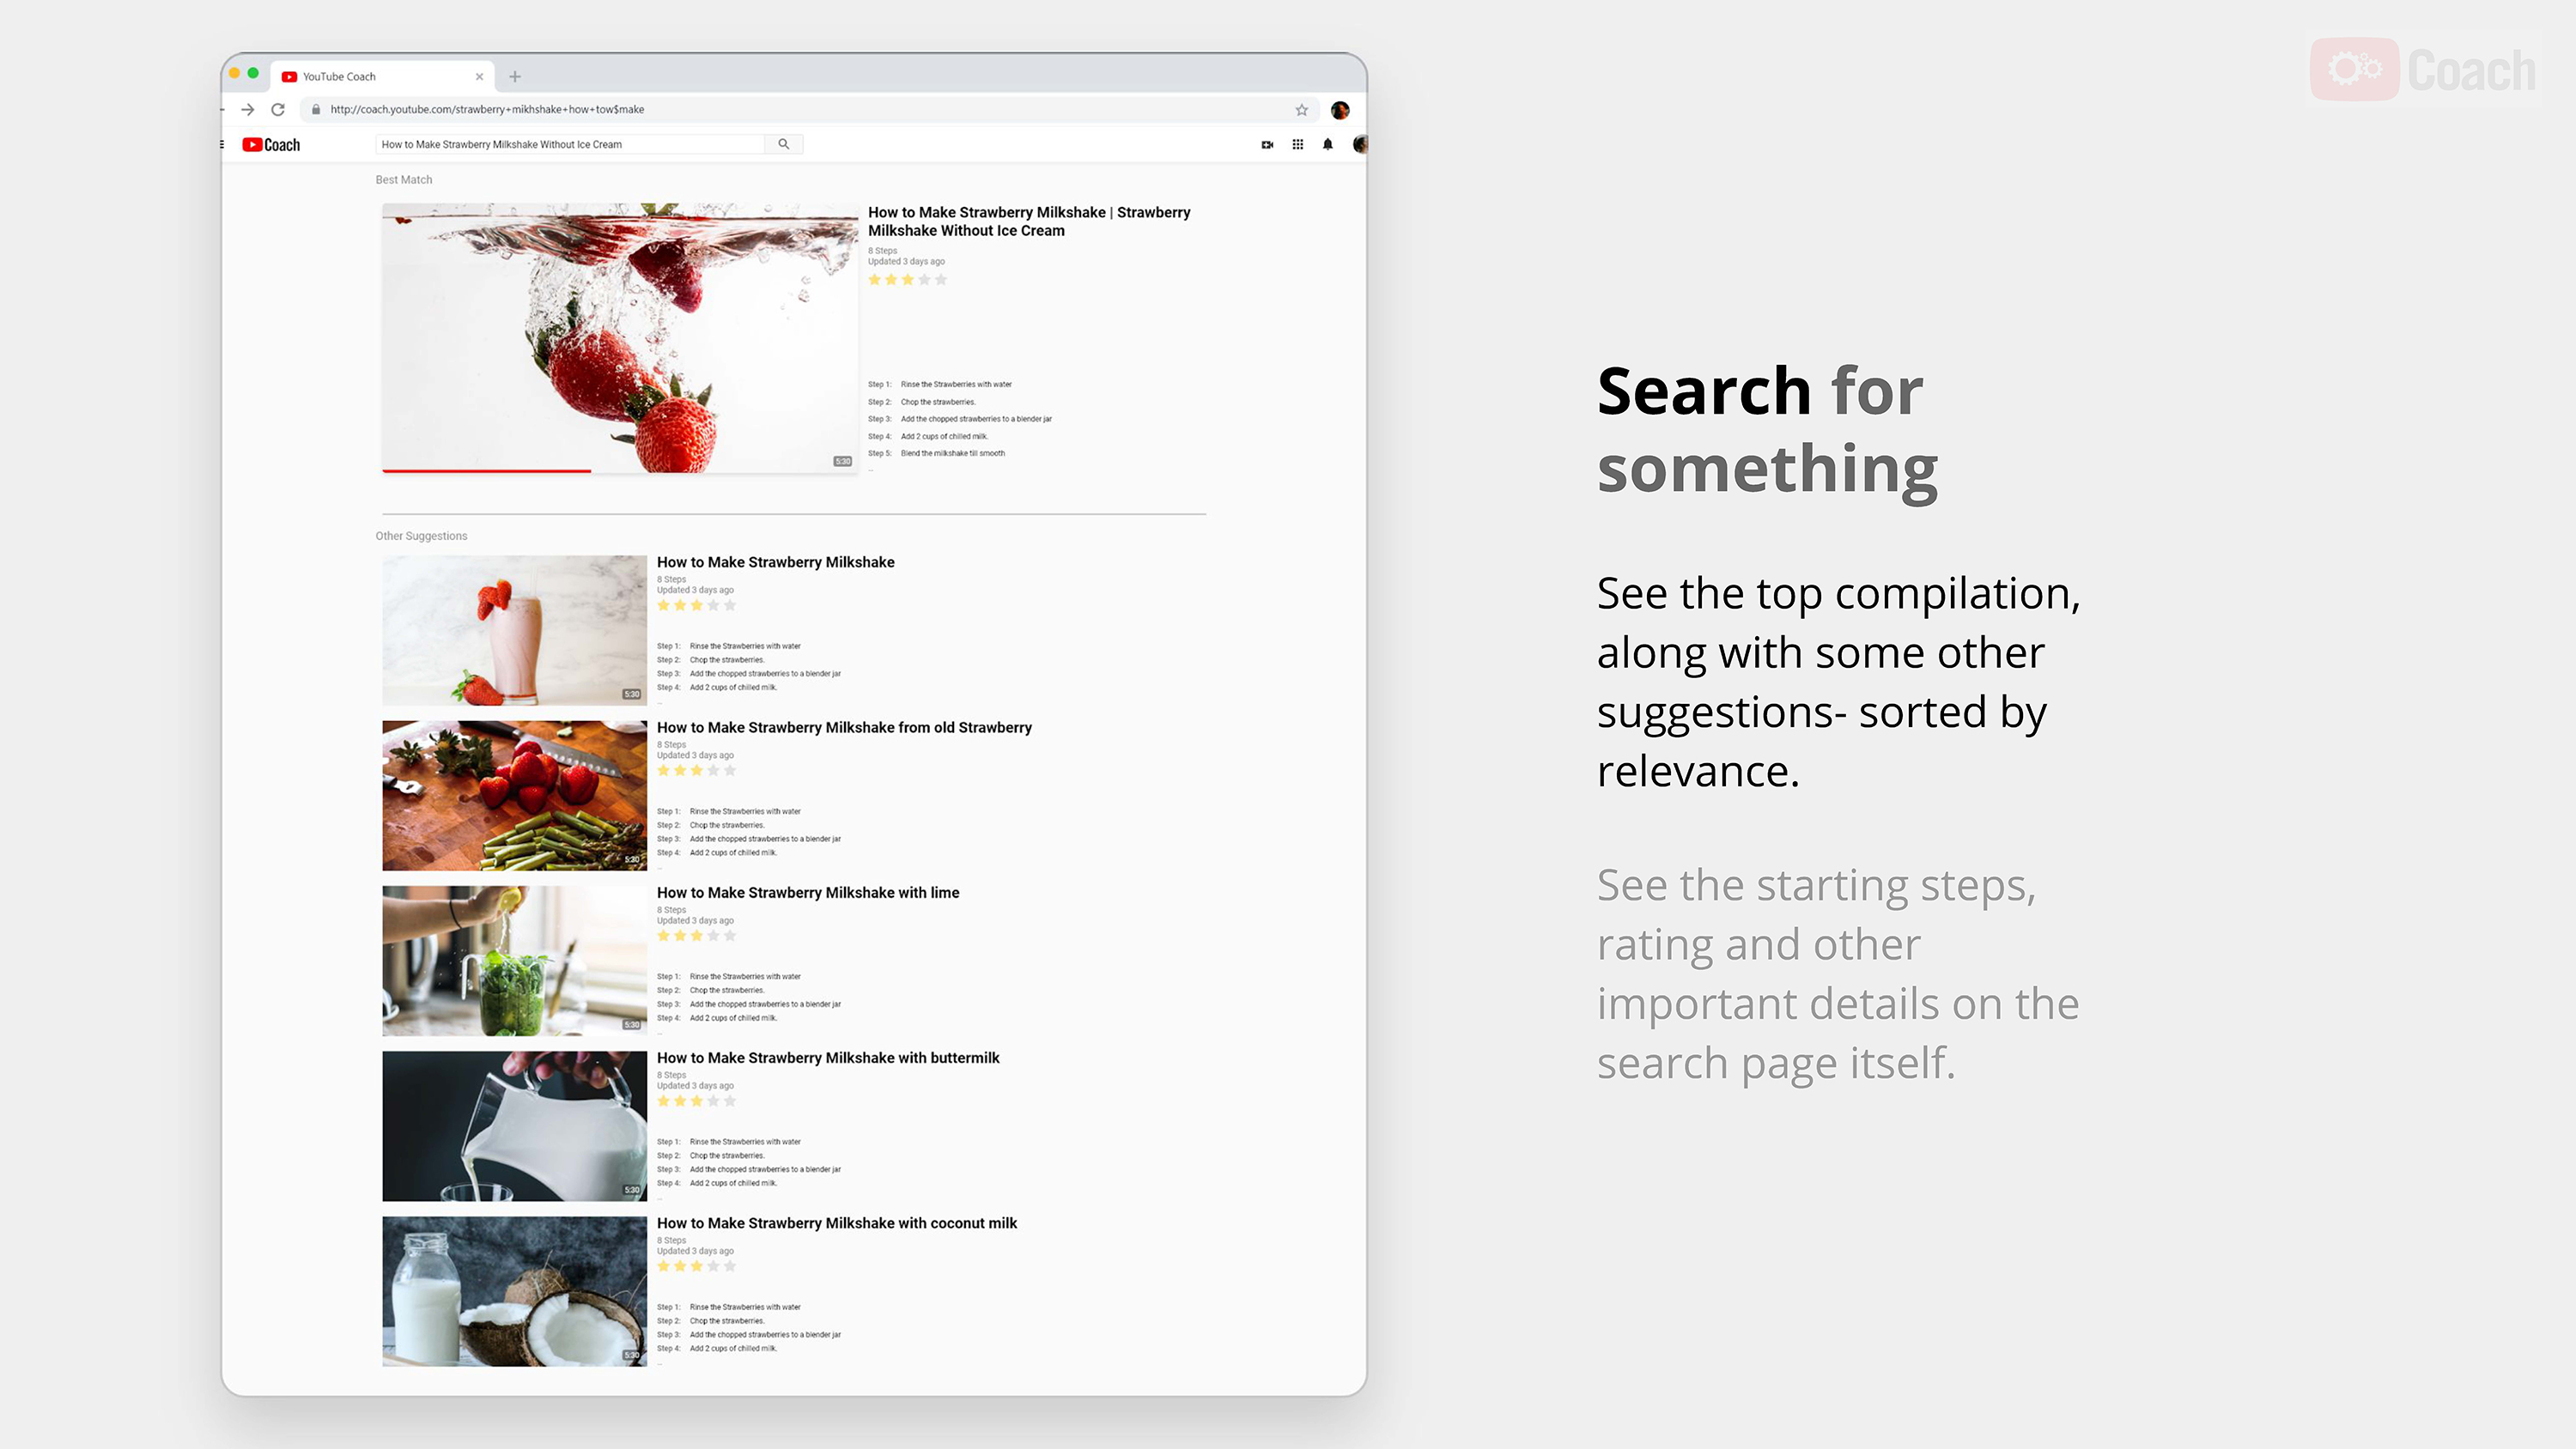 YouTube Coach
http://coach.youtube.com/strawberry+mikhshake+how+tow$make
Coach
How to Make Strawberry Milkshake Without Ice Cream
Best Match
How to Make Strawberry Milkshake | Strawberry
Milkshake Without Ice Cream
8 Steps
Updated 3 days ago
Step 1: Rinse the Strawberries with water
Step 2: Chop the strawberries.
Step 3: Add the chopped strawberries to a blender jar
Step 4: Add 2 cups of chilled milk.
Step 5: Blend the milkshake till smooth
...
5:30
Other Suggestions
How to Make Strawberry Milkshake
8 Steps
Updated 3 days ago
Step 1: Rinse the Strawberries with water
Step 2: Chop the strawberries.
Step 3: Add the chopped strawberries to a blender jar
Step 4: Add 2 cups of chilled milk.
...
5:30
How to Make Strawberry Milkshake from old Strawberry
8 Steps
Updated 3 days ago
Step 1: Rinse the Strawberries with water
Step 2: Chop the strawberries.
Step 3: Add the chopped strawberries to a blender jar
Step 4: Add 2 cups of chilled milk.
...
5:30
How to Make Strawberry Milkshake with lime
8 Steps
Updated 3 days ago
Step 1: Rinse the Strawberries with water
Step 2: Chop the strawberries.
Step 3: Add the chopped strawberries to a blender jar
Step 4: Add 2 cups of chilled milk.
...
5:30
How to Make Strawberry Milkshake with buttermilk
8 Steps
Updated 3 days ago
Step 1: Rinse the Strawberries with water
Step 2: Chop the strawberries.
Step 3: Add the chopped strawberries to a blender jar
Step 4: Add 2 cups of chilled milk.
...
5:30
How to Make Strawberry Milkshake with coconut milk
8 Steps
Updated 3 days ago
Step 1: Rinse the Strawberries with water
Step 2: Chop the strawberries.
Step 3: Add the chopped strawberries to a blender jar
Step 4: Add 2 cups of chilled milk.
...
5:30
Coach
Search for
something
See the top compilation,
along with some other
suggestions- sorted by
relevance.
See the starting steps,
rating and other
important details on the
search page itself.